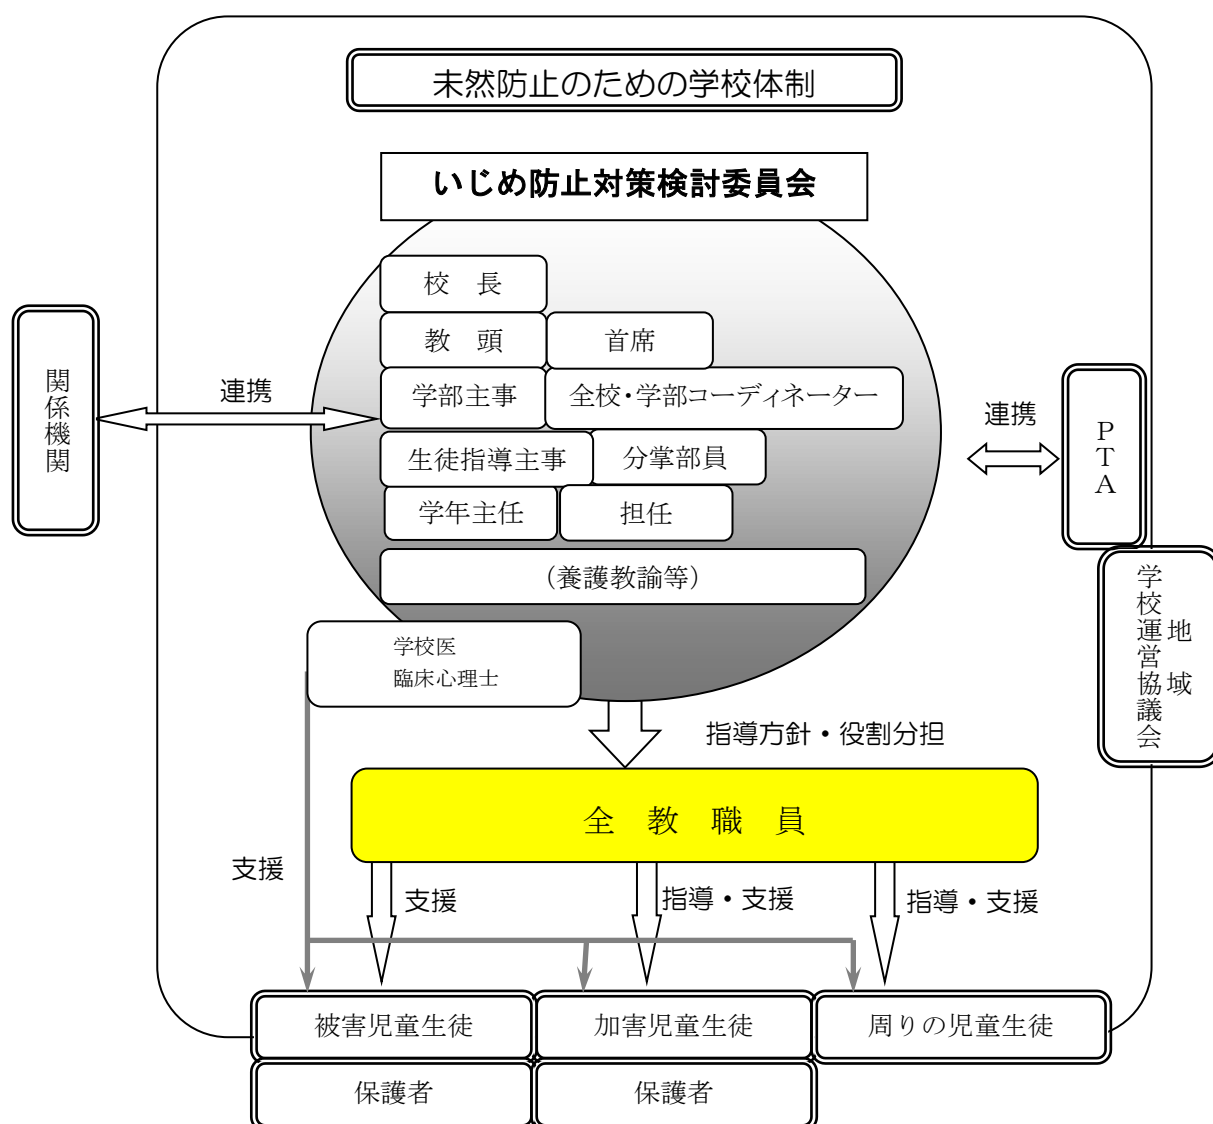 未然防止のための学校体制
いじめ防止対策検討委員会
校　長
教　頭
首席
学部主事
全校・学部コーディネーター
生徒指導主事
分掌部員
学年主任
担任
（養護教諭等）
学校医
臨床心理士
関係機関
連携
連携
ＰＴＡ
地域
学校運営協議会
指導方針・役割分担
全　教　職　員
支援
支援
指導・支援
指導・支援
被害児童生徒
加害児童生徒
周りの児童生徒
保護者
保護者